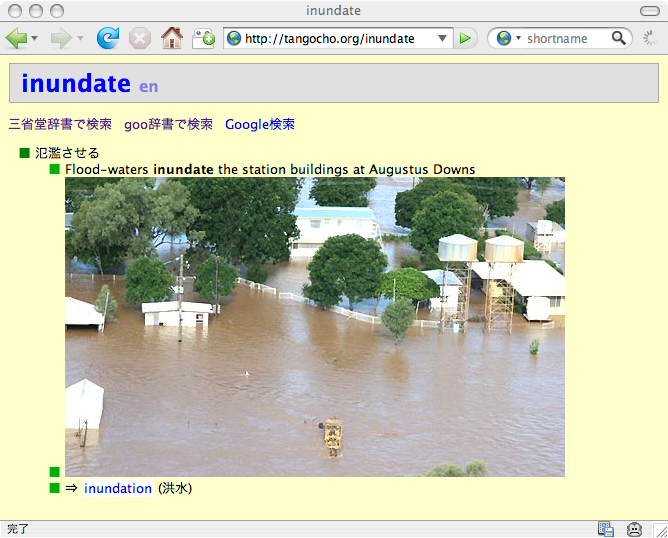 inundate
http://tangocho.org/inundate
shortname
inundate en
三省堂辞書で検索 goo辞書で検索 Google検索
氾濫させる
Flood-waters inundate the station buildings at Augustus Downs
⇒ inundation (洪水)
完了